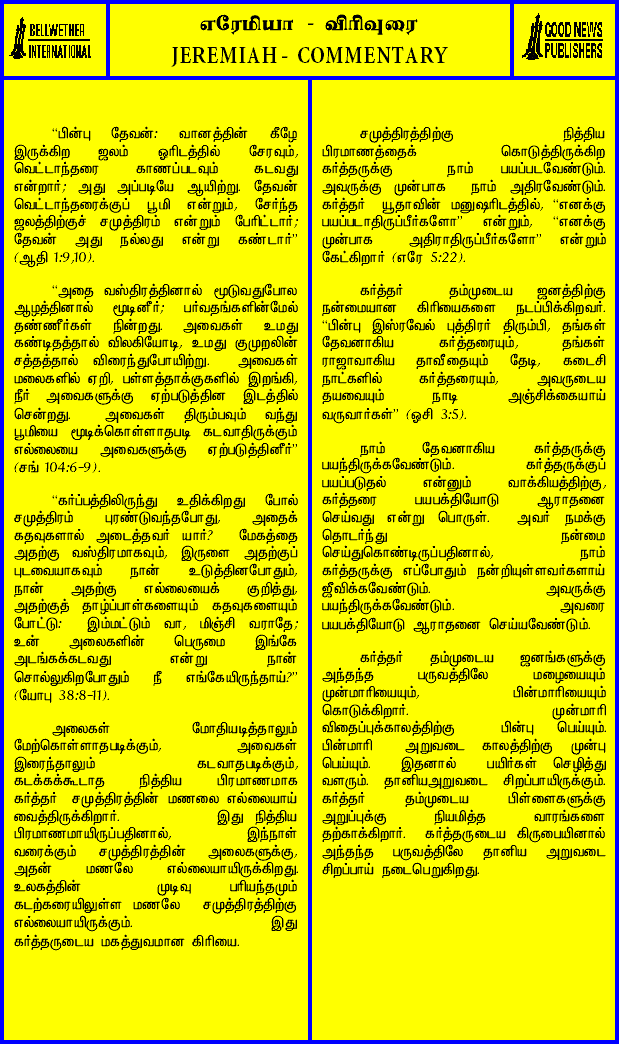 BELLWETHER
INTERNATIONAL
எரேமியா - விரிவுரை
JEREMIAH - COMMENTARY
GOOD NEWS
PUBLISHERS
“பின்பு தேவன்: வானத்தின் கீழே
இருக்கிற ஜலம் ஓரிடத்தில் சேரவும்,
வெட்டாந்தரை காணப்படவும் கடவது
என்றார்; அது அப்படியே ஆயிற்று. தேவன்
வெட்டாந்தரைக்குப் பூமி என்றும், சேர்ந்த
ஜலத்திற்குச் சமுத்திரம் என்றும் பேரிட்டார்;
தேவன் அது நல்லது என்று கண்டார்”
(ஆதி 1:9,10).
“அதை வஸ்திரத்தினால் மூடுவதுபோல
ஆழத்தினால் மூடினீர்; பர்வதங்களின்மேல்
தண்ணீர்கள் நின்றது. அவைகள் உமது
கண்டிதத்தால் விலகியோடி, உமது குமுறலின்
சத்தத்தால் விரைந்துபோயிற்று. அவைகள்
மலைகளில் ஏறி, பள்ளத்தாக்குகளில் இறங்கி,
நீர் அவைகளுக்கு ஏற்படுத்தின இடத்தில்
சென்றது. அவைகள் திரும்பவும் வந்து
பூமியை மூடிக்கொள்ளாதபடி கடவாதிருக்கும்
எல்லையை அவைகளுக்கு ஏற்படுத்தினீர்”
(சங் 104:6-9).
“கர்ப்பத்திலிருந்து உதிக்கிறது போல்
சமுத்திரம் புரண்டுவந்தபோது, அதைக்
கதவுகளால் அடைத்தவர் யார்? மேகத்தை
அதற்கு வஸ்திரமாகவும், இருளை அதற்குப்
புடவையாகவும் நான் உடுத்தினபோதும்,
நான் அதற்கு எல்லையைக் குறித்து,
அதற்குத் தாழ்ப்பாள்களையும் கதவுகளையும்
போட்டு: இம்மட்டும் வா, மிஞ்சி வராதே;
உன் அலைகளின் பெருமை இங்கே
அடங்கக்கடவது என்று நான்
சொல்லுகிறபோதும் நீ எங்கேயிருந்தாய்?”
(யோபு 38:8-11).
அலைகள் மோதியடித்தாலும்
மேற்கொள்ளாதபடிக்கும், அவைகள்
இரைந்தாலும் கடவாதபடிக்கும்,
கடக்கக்கூடாத நித்திய பிரமாணமாக
கர்த்தர் சமுத்திரத்தின் மணலை எல்லையாய்
வைத்திருக்கிறார். இது நித்திய
பிரமாணமாயிருப்பதினால், இந்நாள்
வரைக்கும் சமுத்திரத்தின் அலைகளுக்கு,
அதன் மணலே எல்லையாயிருக்கிறது.
உலகத்தின் முடிவு பரியந்தமும்
கடற்கரையிலுள்ள மணலே சமுத்திரத்திற்கு
எல்லையாயிருக்கும். இது
கர்த்தருடைய மகத்துவமான கிரியை.
சமுத்திரத்திற்கு நித்திய
பிரமாணத்தைக் கொடுத்திருக்கிற
கர்த்தருக்கு நாம் பயப்படவேண்டும்.
அவருக்கு முன்பாக நாம் அதிரவேண்டும்.
கர்த்தர் யூதாவின் மனுஷரிடத்தில், “எனக்கு
பயப்படாதிருப்பீர்களோ” என்றும், “எனக்கு
முன்பாக அதிராதிருப்பீர்களோ” என்றும்
கேட்கிறார் (எரே 5:22).
கர்த்தர் தம்முடைய ஜனத்திற்கு
நன்மையான கிரியைகளை நடப்பிக்கிறவர்.
“பின்பு இஸ்ரவேல் புத்திரர் திரும்பி, தங்கள்
தேவனாகிய கர்த்தரையும், தங்கள்
ராஜாவாகிய தாவீதையும் தேடி, கடைசி
நாட்களில் கர்த்தரையும், அவருடைய
தயவையும் நாடி அஞ்சிக்கையாய்
வருவார்கள்” (ஓசி 3:5).
நாம் தேவனாகிய கர்த்தருக்கு
பயந்திருக்கவேண்டும். கர்த்தருக்குப்
பயப்படுதல் என்னும் வாக்கியத்திற்கு,
கர்த்தரை பயபக்தியோடு ஆராதனை
செய்வது என்று பொருள். அவர் நமக்கு
தொடர்ந்து நன்மை
செய்துகொண்டிருப்பதினால், நாம்
கர்த்தருக்கு எப்போதும் நன்றியுள்ளவர்களாய்
ஜீவிக்கவேண்டும். அவருக்கு
பயந்திருக்கவேண்டும். அவரை
பயபக்தியோடு ஆராதனை செய்யவேண்டும்.
கர்த்தர் தம்முடைய ஜனங்களுக்கு
அந்தந்த பருவத்திலே மழையையும்
முன்மாரியையும், பின்மாரியையும்
கொடுக்கிறார். முன்மாரி
விதைப்புக்காலத்திற்கு பின்பு பெய்யும்.
பின்மாரி அறுவடை காலத்திற்கு முன்பு
பெய்யும். இதனால் பயிர்கள் செழித்து
வளரும். தானியஅறுவடை சிறப்பாயிருக்கும்.
கர்த்தர் தம்முடைய பிள்ளைகளுக்கு
அறுப்புக்கு நியமித்த வாரங்களை
தற்காக்கிறார். கர்த்தருடைய கிருபையினால்
அந்தந்த பருவத்திலே தானிய அறுவடை
சிறப்பாய் நடைபெறுகிறது.